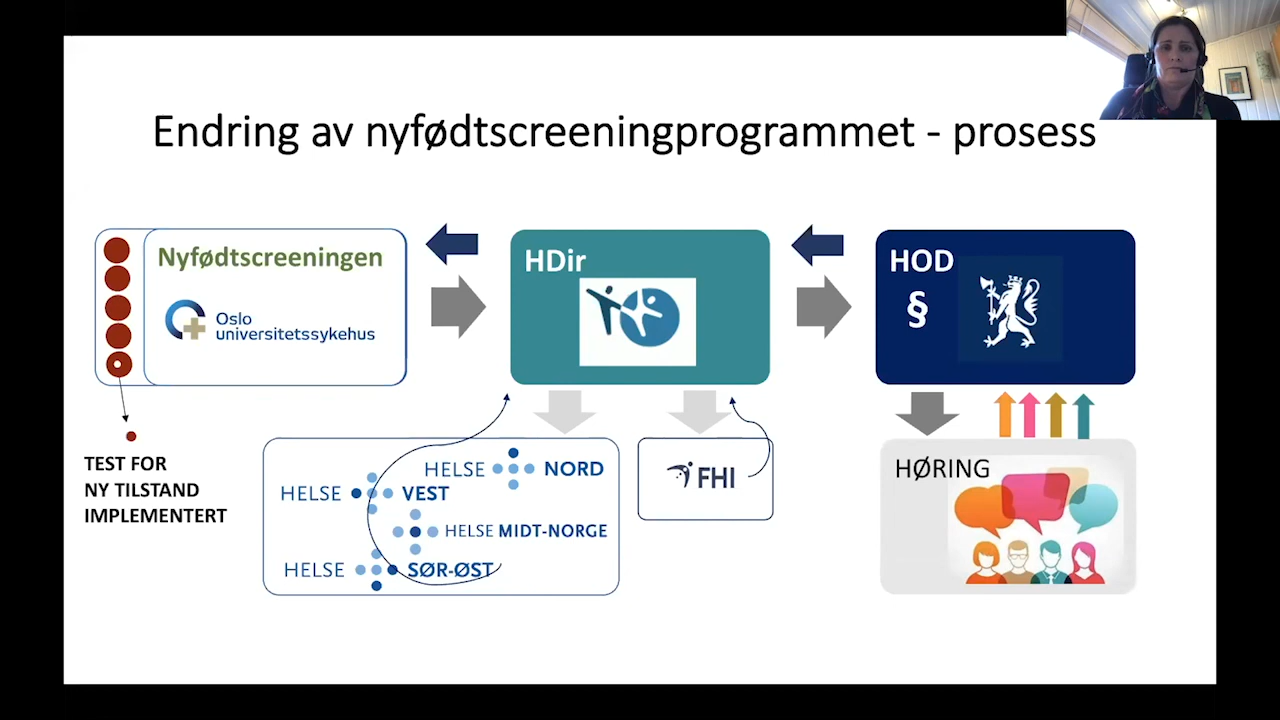 Endring av nyfødtscreeningprogrammet - prosess
Nyfødtscreeningen
Oslo
universitetssykehus
HDir
HOD
§
TEST FOR
NY TILSTAND
IMPLEMENTERT
HELSE NORD
HELSE VEST
HELSE MIDT-NORGE
HELSE SØR-ØST
FHI
HØRING